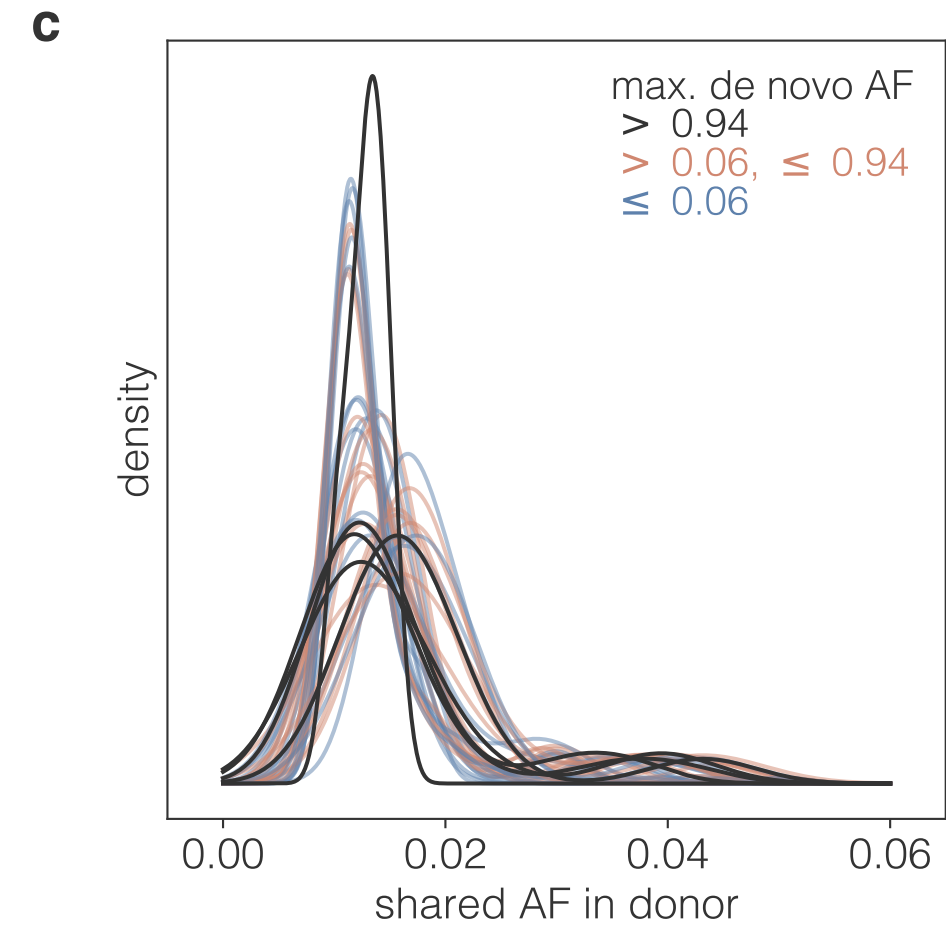 c
max. de novo AF
> 0.94
> 0.06, ≤ 0.94
≤ 0.06
density
0.00 0.02 0.04 0.06
shared AF in donor